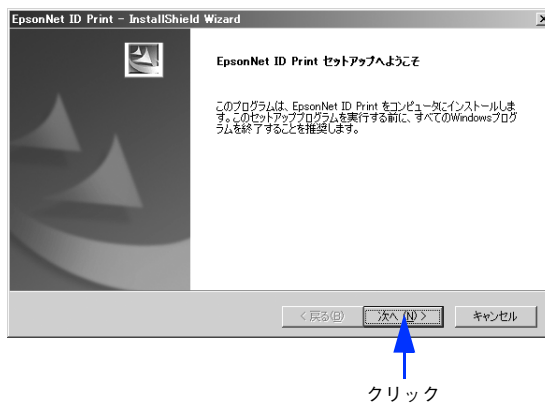 EpsonNet ID Print - InstallShield Wizard
EpsonNet ID Print セットアップへようこそ
このプログラムは、EpsonNet ID Print をコンピュータにインストールしま
す。このセットアッププログラムを実行する前に、すべてのWindowsプログ
ラムを終了することを推奨します。
< 戻る(B) 次へ (N) > キャンセル
クリック